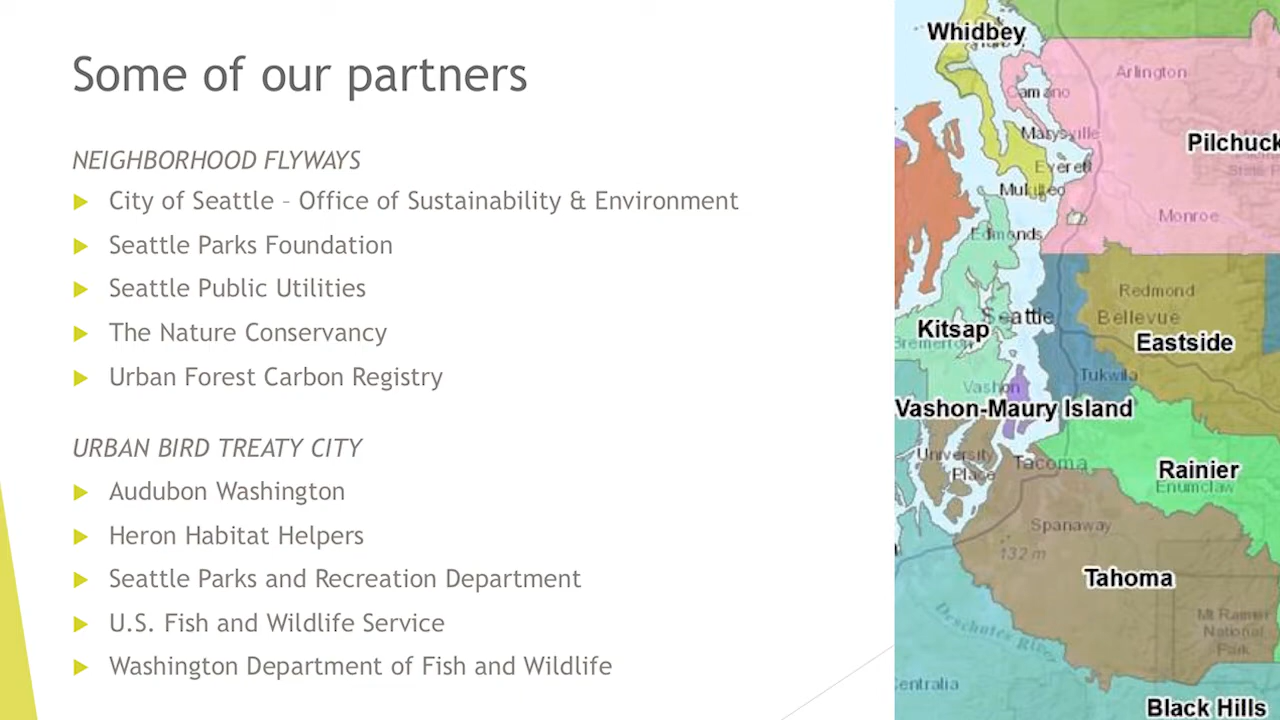 Some of our partners
NEIGHBORHOOD FLYWAYS
City of Seattle – Office of Sustainability & Environment
Seattle Parks Foundation
Seattle Public Utilities
The Nature Conservancy
Urban Forest Carbon Registry
URBAN BIRD TREATY CITY
Audubon Washington
Heron Habitat Helpers
Seattle Parks and Recreation Department
U.S. Fish and Wildlife Service
Washington Department of Fish and Wildlife
Whidbey
Arlington
Camano
Marysville
Pilchuck
Everett
Mukilteo
Monroe
Edmonds
Redmond
Seattle
Bellevue
Kitsap
Eastside
Bremerton
Tukwila
Vashon
Vashon-Maury Island
University
Place
Tacoma
Rainier
Enumclaw
Spanaway
132 m
Tahoma
Deschutes River
Mt Rainier
National
Park
Centralia
Black Hills